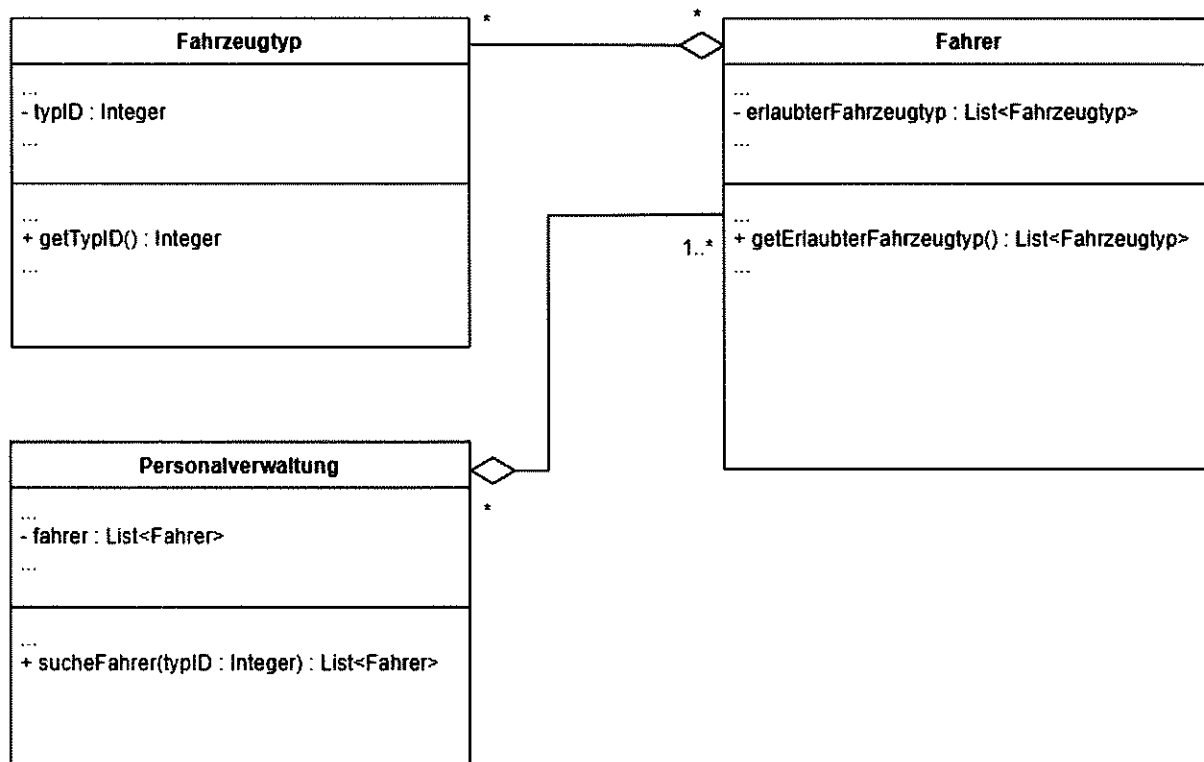 Fahrzeugtyp
...
- typID : Integer
...
...
+ getTypID() : Integer
...
*
*
Fahrer
...
- erlaubterFahrzeugtyp : List<Fahrzeugtyp>
...
...
+ getErlaubterFahrzeugtyp() : List<Fahrzeugtyp>
...
1..*
Personalverwaltung
...
- fahrer : List<Fahrer>
...
...
+ sucheFahrer(typID : Integer) : List<Fahrer>
*